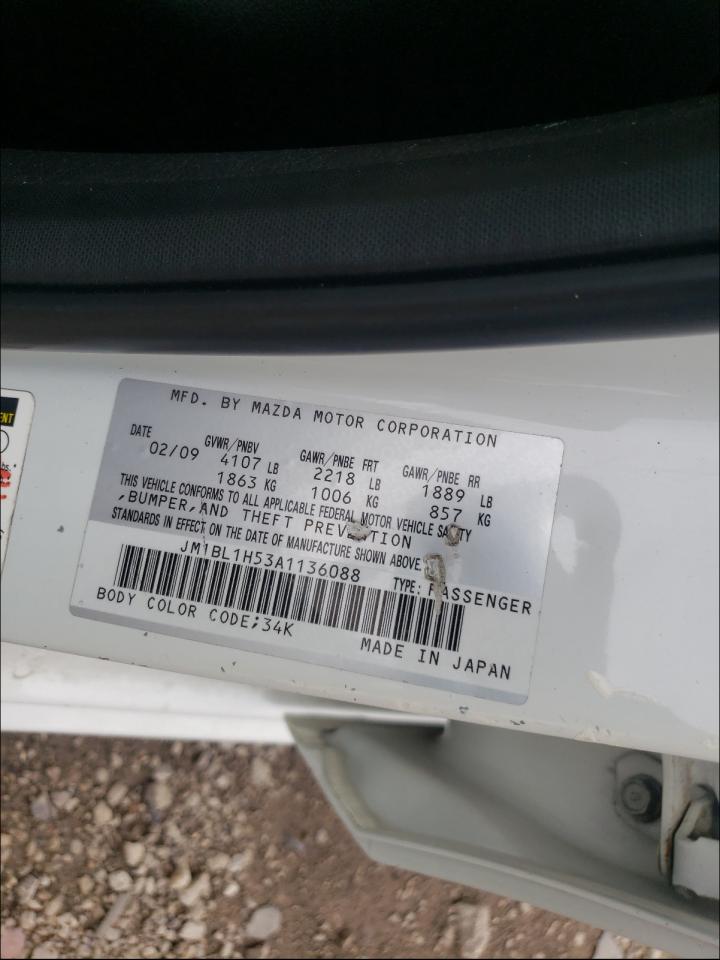 MFD. BY MAZDA MOTOR CORPORATION
DATE GVWR/PNBV GAWR/PNBE FRT GAWR/PNBE RR
02/09 4107 LB 2218 LB 1889 LB
1863 KG 1006 KG 857 KG
THIS VEHICLE CONFORMS TO ALL APPLICABLE FEDERAL MOTOR VEHICLE
,BUMPER,AND THEFT
STANDARDS IN EFFECT ON THE DATE OF MANUFACTURE SHOWN ABOVE
JM1BL1H53A1136088 TYPE: PASSENGER
BODY COLOR CODE;34K
MADE IN JAPAN